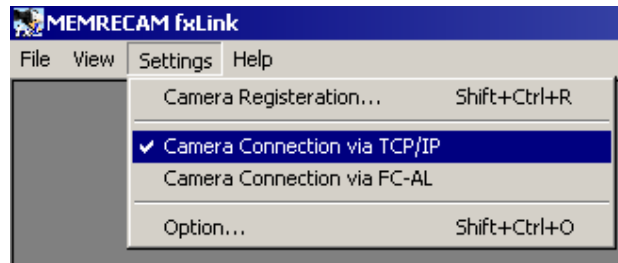 MEMRECAM fxLink
File View Settings Help
Camera Registeration... Shift+Ctrl+R
Camera Connection via TCP/IP
Camera Connection via FC-AL
Option... Shift+Ctrl+O